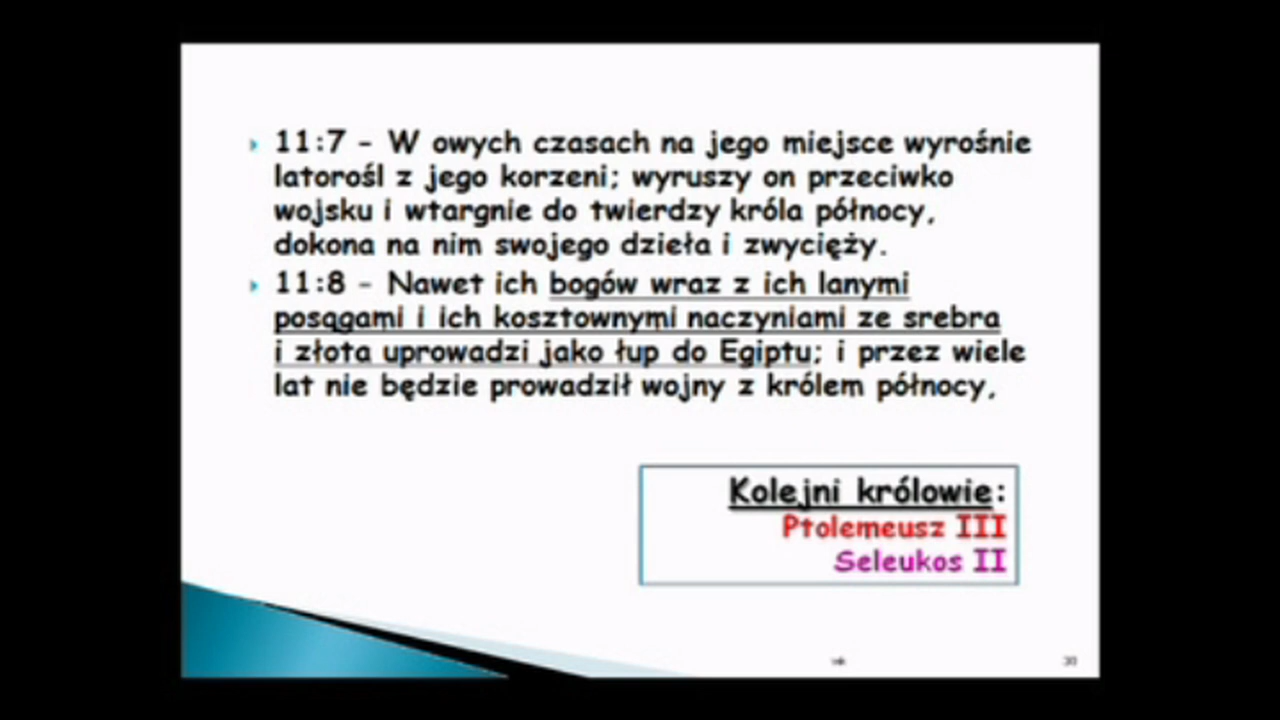 11:7 - W owych czasach na jego miejsce wyrośnie
latorośl z jego korzeni; wyruszy on przeciwko
wojsku i wtargnie do twierdzy króla północy,
dokona na nim swojego dzieła i zwycięży.
11:8 - Nawet ich bogów wraz z ich lanymi
posągami i ich kosztownymi naczyniami ze srebra
i złota uprowadzi jako łup do Egiptu; i przez wiele
lat nie będzie prowadził wojny z królem północy,
Kolejni królowie:
Ptolemeusz III
Seleukos II
30